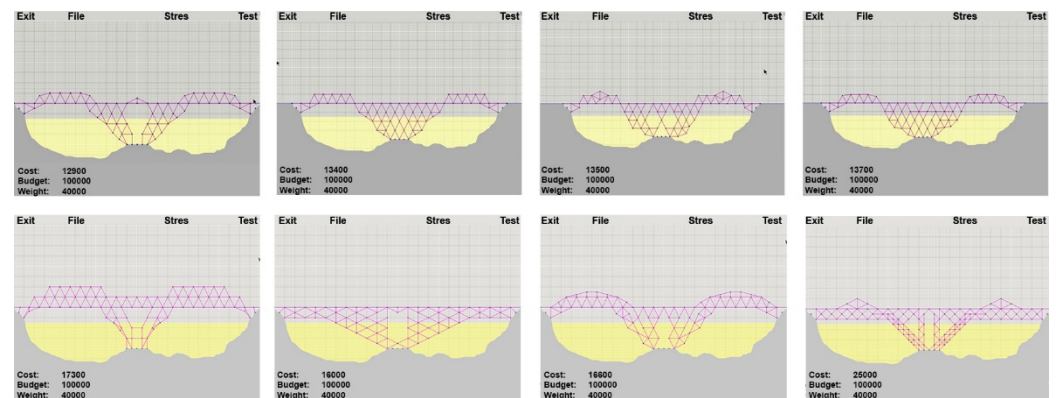 Exit File Stres Test
Cost: 12900
Budget: 100000
Weight: 40000
Exit File Stres Test
Cost: 13400
Budget: 100000
Weight: 40000
Exit File Stres Test
Cost: 13500
Budget: 100000
Weight: 40000
Exit File Stres Test
Cost: 13700
Budget: 100000
Weight: 40000
Exit File Stres Test
Cost: 17300
Budget: 100000
Weight: 40000
Exit File Stres Test
Cost: 16000
Budget: 100000
Weight: 40000
Exit File Stres Test
Cost: 16600
Budget: 100000
Weight: 40000
Exit File Stres Test
Cost: 25000
Budget: 100000
Weight: 40000